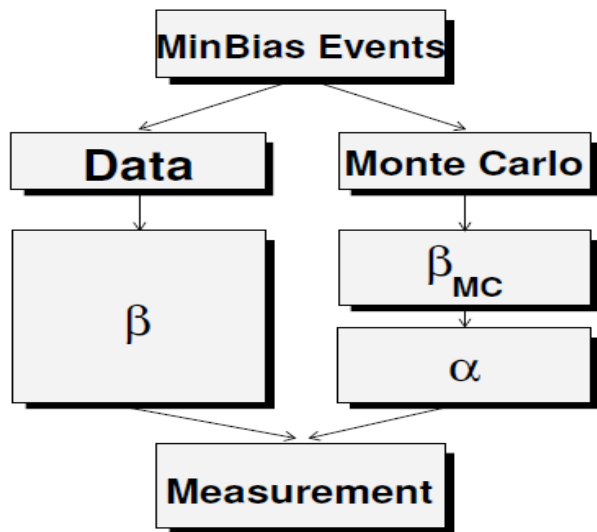 MinBias Events
Data
Monte Carlo
β
β_MC
α
Measurement